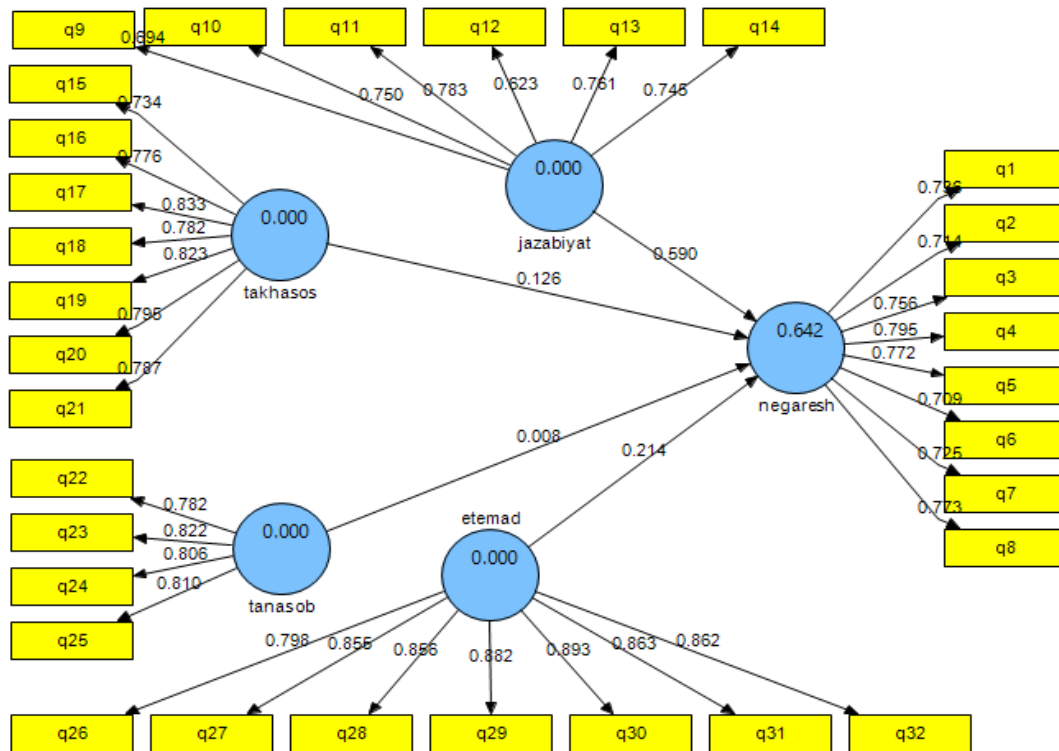 q9
q10
q11
q12
q13
q14
0.694
0.750
0.783
0.623
0.761
0.745
q15
q16
q17
q18
q19
q20
q21
0.734
0.776
0.833
0.782
0.823
0.795
0.787
0.000
takhasos
0.000
jazabiyat
0.590
0.126
0.642
negaresh
0.736
0.714
0.756
0.795
0.772
0.709
0.725
0.773
q1
q2
q3
q4
q5
q6
q7
q8
0.008
0.214
q22
q23
q24
q25
0.782
0.822
0.806
0.810
0.000
tanasob
etemad
0.000
0.798
0.855
0.856
0.882
0.893
0.863
0.862
q26
q27
q28
q29
q30
q31
q32